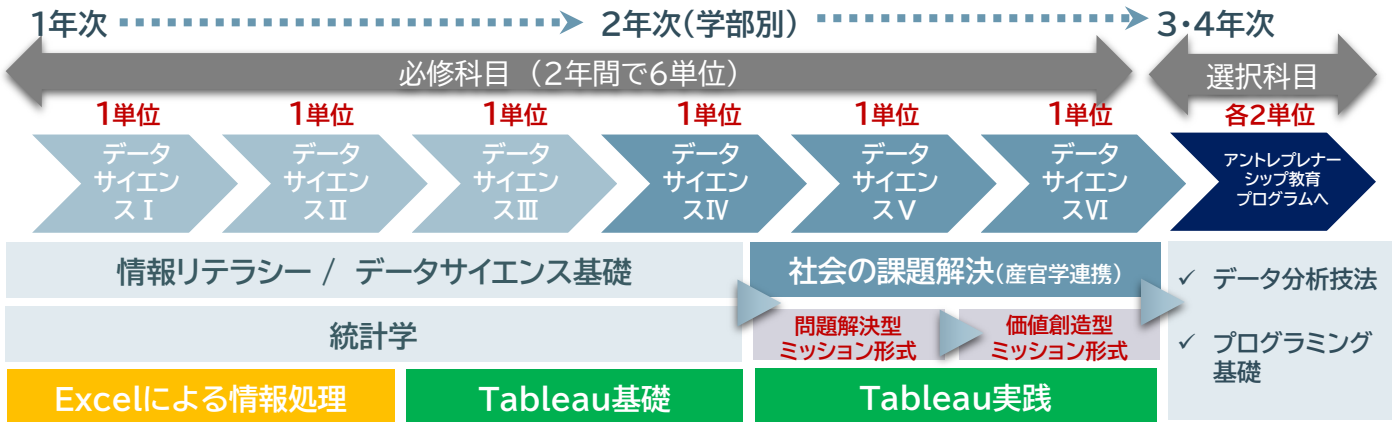 1年次
2年次(学部別)
3・4年次
必修科目（2年間で6単位）
選択科目
1単位
1単位
1単位
1単位
1単位
1単位
各2単位
データ
サイエン
スⅠ
データ
サイエン
スⅡ
データ
サイエン
スⅢ
データ
サイエン
スⅣ
データ
サイエン
スⅤ
データ
サイエン
スⅥ
アントレプレナー
シップ教育
プログラムへ
情報リテラシー / データサイエンス基礎
社会の課題解決(産官学連携)
統計学
問題解決型
ミッション形式
価値創造型
ミッション形式
✓ データ分析技法
✓ プログラミング
基礎
Excelによる情報処理
Tableau基礎
Tableau実践